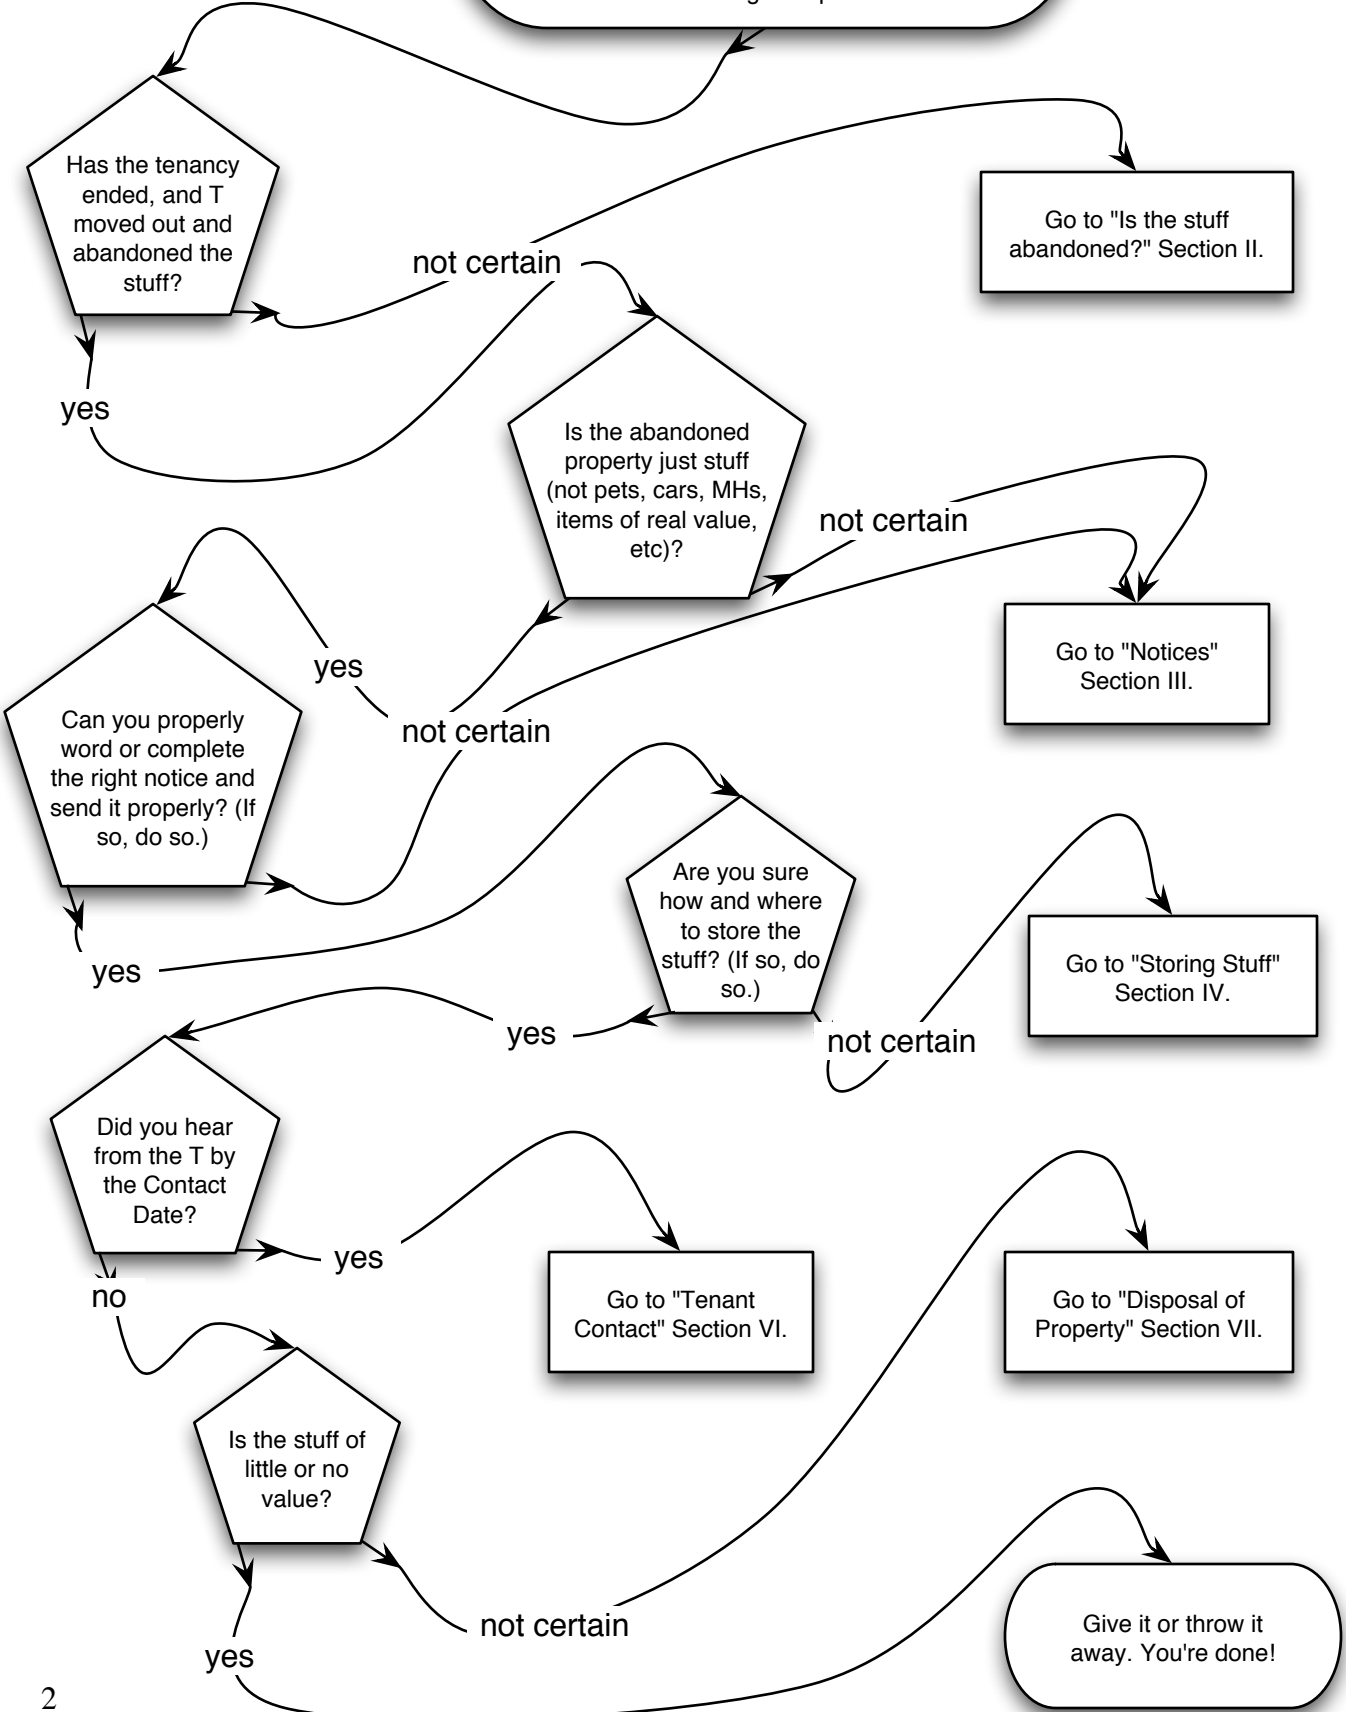 Has the tenancy
ended, and T
moved out and
abandoned the
stuff?
Go to "Is the stuff
abandoned?" Section II.
not certain
yes
Is the abandoned
property just stuff
(not pets, cars, MHs,
items of real value,
etc)?
not certain
yes
Go to "Notices"
Section III.
Can you properly
word or complete
the right notice and
send it properly? (If
so, do so.)
not certain
yes
Are you sure
how and where
to store the
stuff? (If so, do
so.)
Go to "Storing Stuff"
Section IV.
yes
not certain
Did you hear
from the T by
the Contact
Date?
yes
no
Go to "Tenant
Contact" Section VI.
Go to "Disposal of
Property" Section VII.
Is the stuff of
little or no
value?
not certain
yes
Give it or throw it
away. You're done!
2